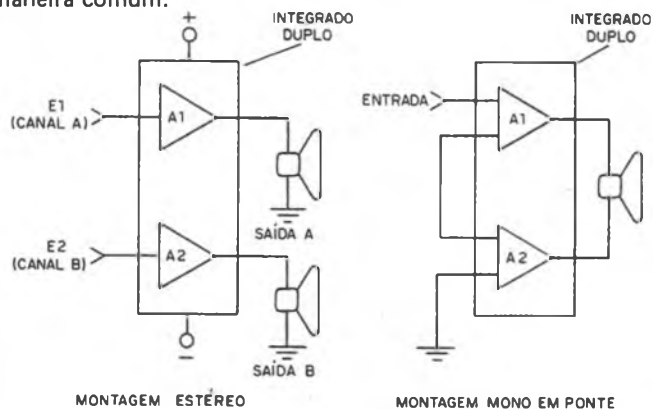 maneira comum.
+
INTEGRADO
DUPLO
E1
(CANAL A)
A1
SAÍDA A
E2
(CANAL B)
A2
SAÍDA B
−
MONTAGEM ESTÉREO
INTEGRADO
DUPLO
ENTRADA
A1
A2
MONTAGEM MONO EM PONTE